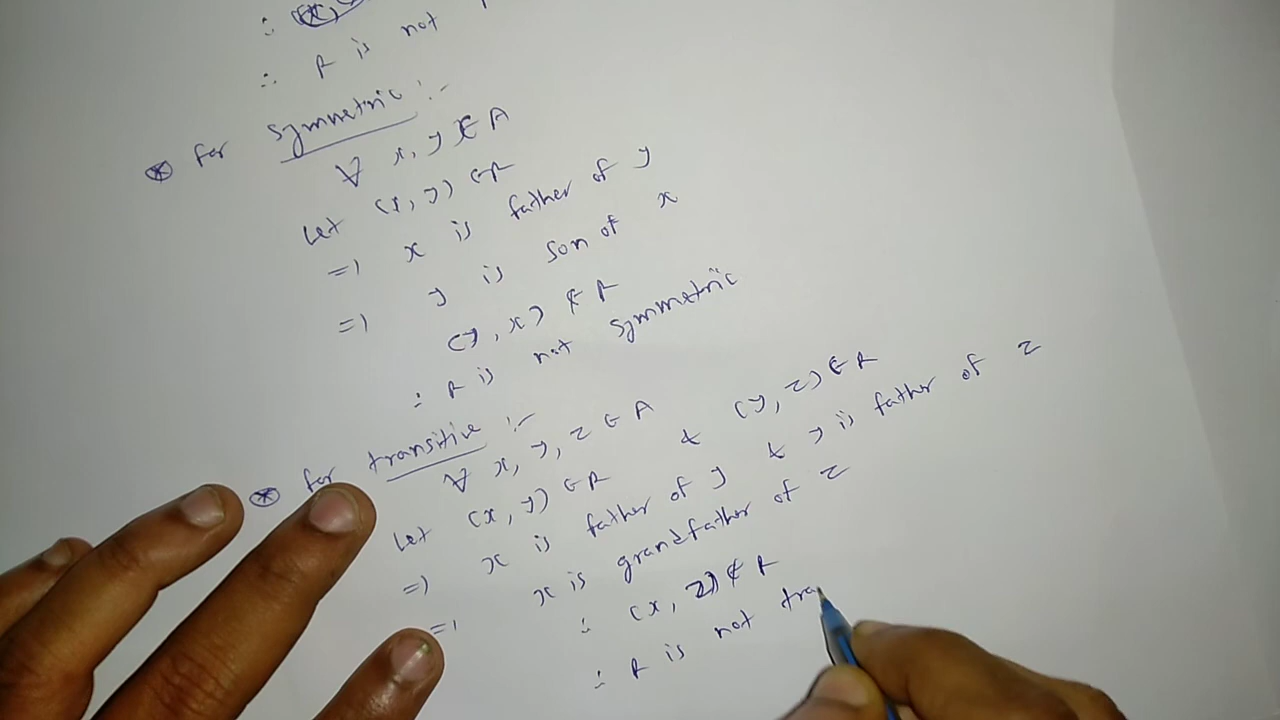 ∴ (x,
∴ R is not
⊛ for symmetric :-
∀ x, y ∈ A
Let (x, y) ∈ R
=> x is father of y
=> y is son of x
(y, x) ∉ R
∴ R is not symmetric
⊛ for transitive :-
∀ x, y, z ∈ A
Let (x, y) ∈ R & (y, z) ∈ R
=> x is father of y & y is father of z
=> x is grandfather of z
∴ (x, z) ∉ R
∴ R is not tra